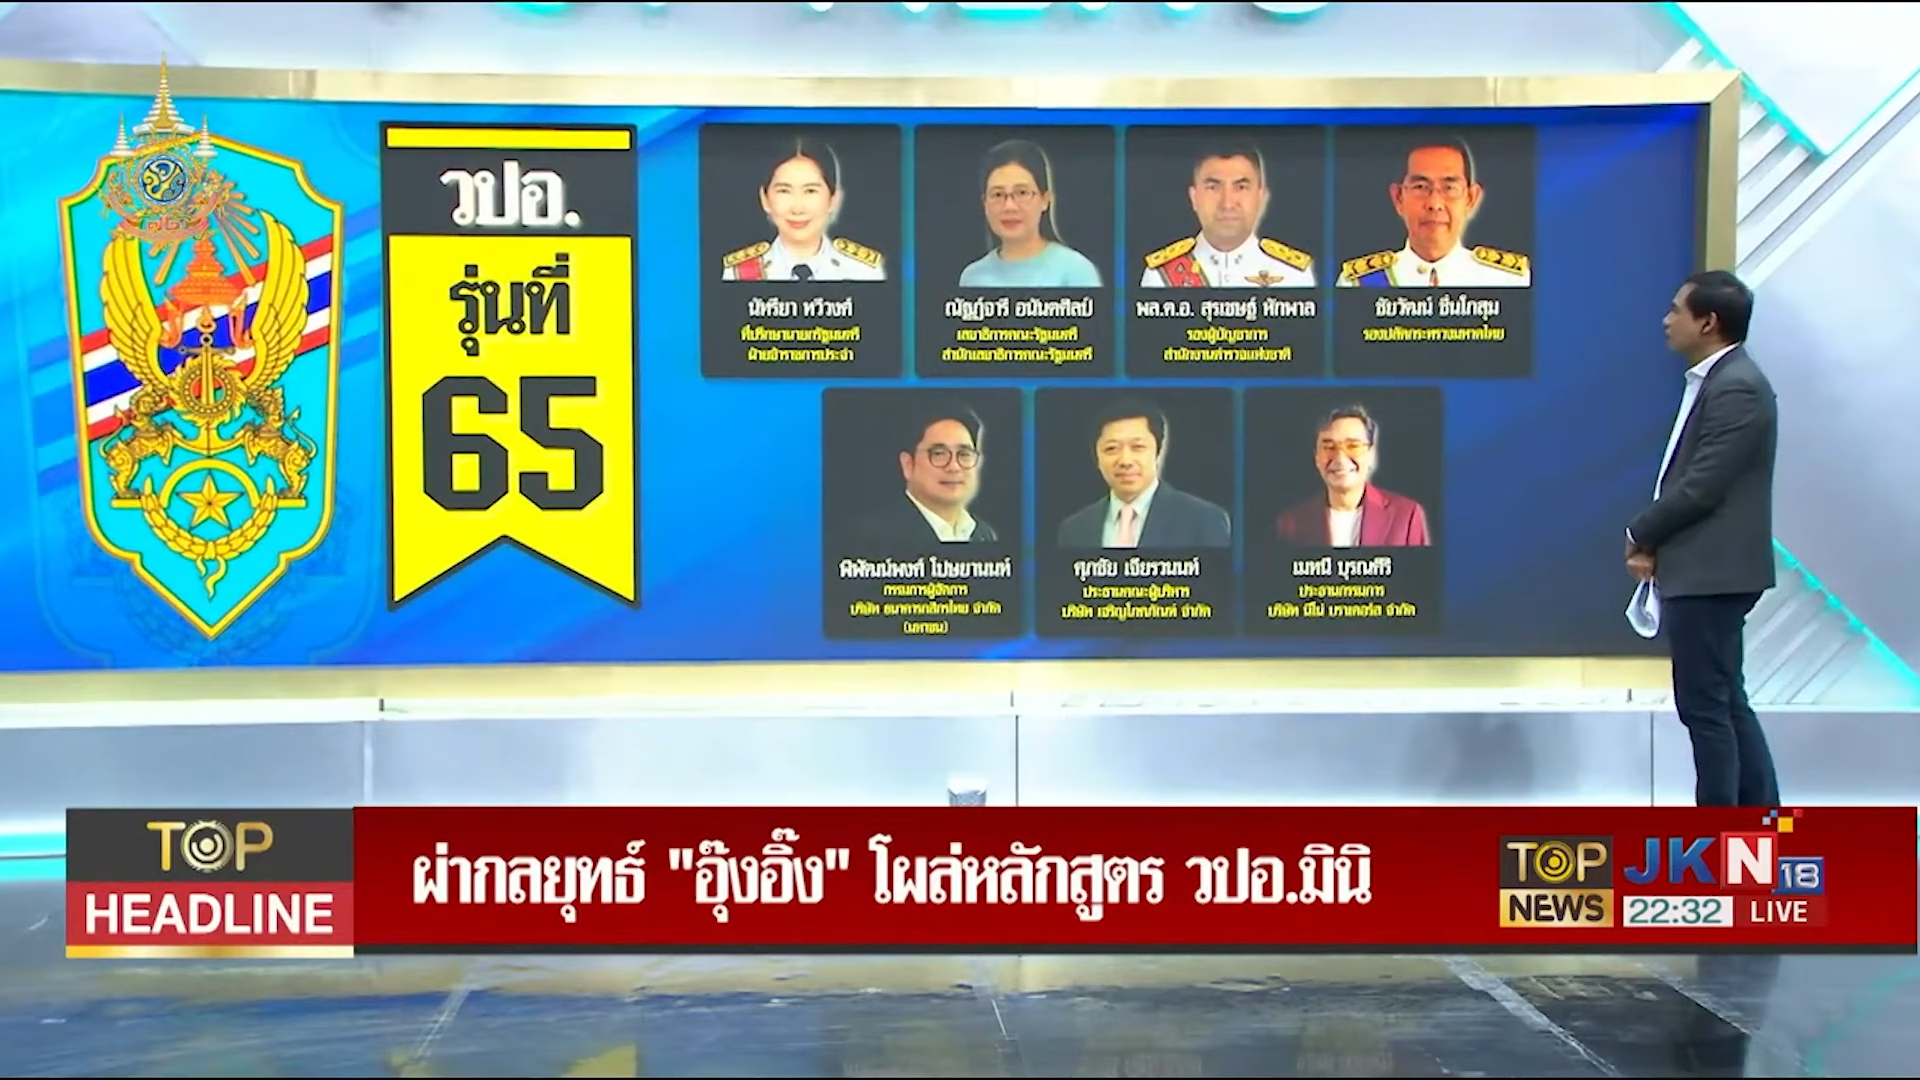 วปอ.
รุ่นที่
65
นัทรียา ทวีวงศ์
ที่ปรึกษานายกรัฐมนตรี
ฝ่ายข้าราชการประจำ
ณัฐฏ์จารี อนันตศิลป์
เลขาธิการคณะรัฐมนตรี
สำนักเลขาธิการคณะรัฐมนตรี
พล.ต.อ. สุรเชษฐ์ หักพาล
รองผู้บัญชาการ
สำนักงานตำรวจแห่งชาติ
ชัยวัฒน์ ชื่นโกสุม
รองปลัดกระทรวงมหาดไทย
พิพัฒน์พงศ์ โปษยานนท์
กรรมการผู้จัดการ
บริษัท ธนาคารกสิกรไทย จำกัด
(มหาชน)
ศุภชัย เจียรวนนท์
ประธานคณะผู้บริหาร
บริษัท เจริญโภคภัณฑ์ จำกัด
เมทนี บุรณศิริ
ประธานกรรมการ
บริษัท นีโม่ บราเดอร์ส จำกัด
TOP
HEADLINE
ผ่ากลยุทธ์ "อุ๊งอิ๊ง" โผล่หลักสูตร วปอ.มินิ
TOP
NEWS
JKN18
22:32 LIVE